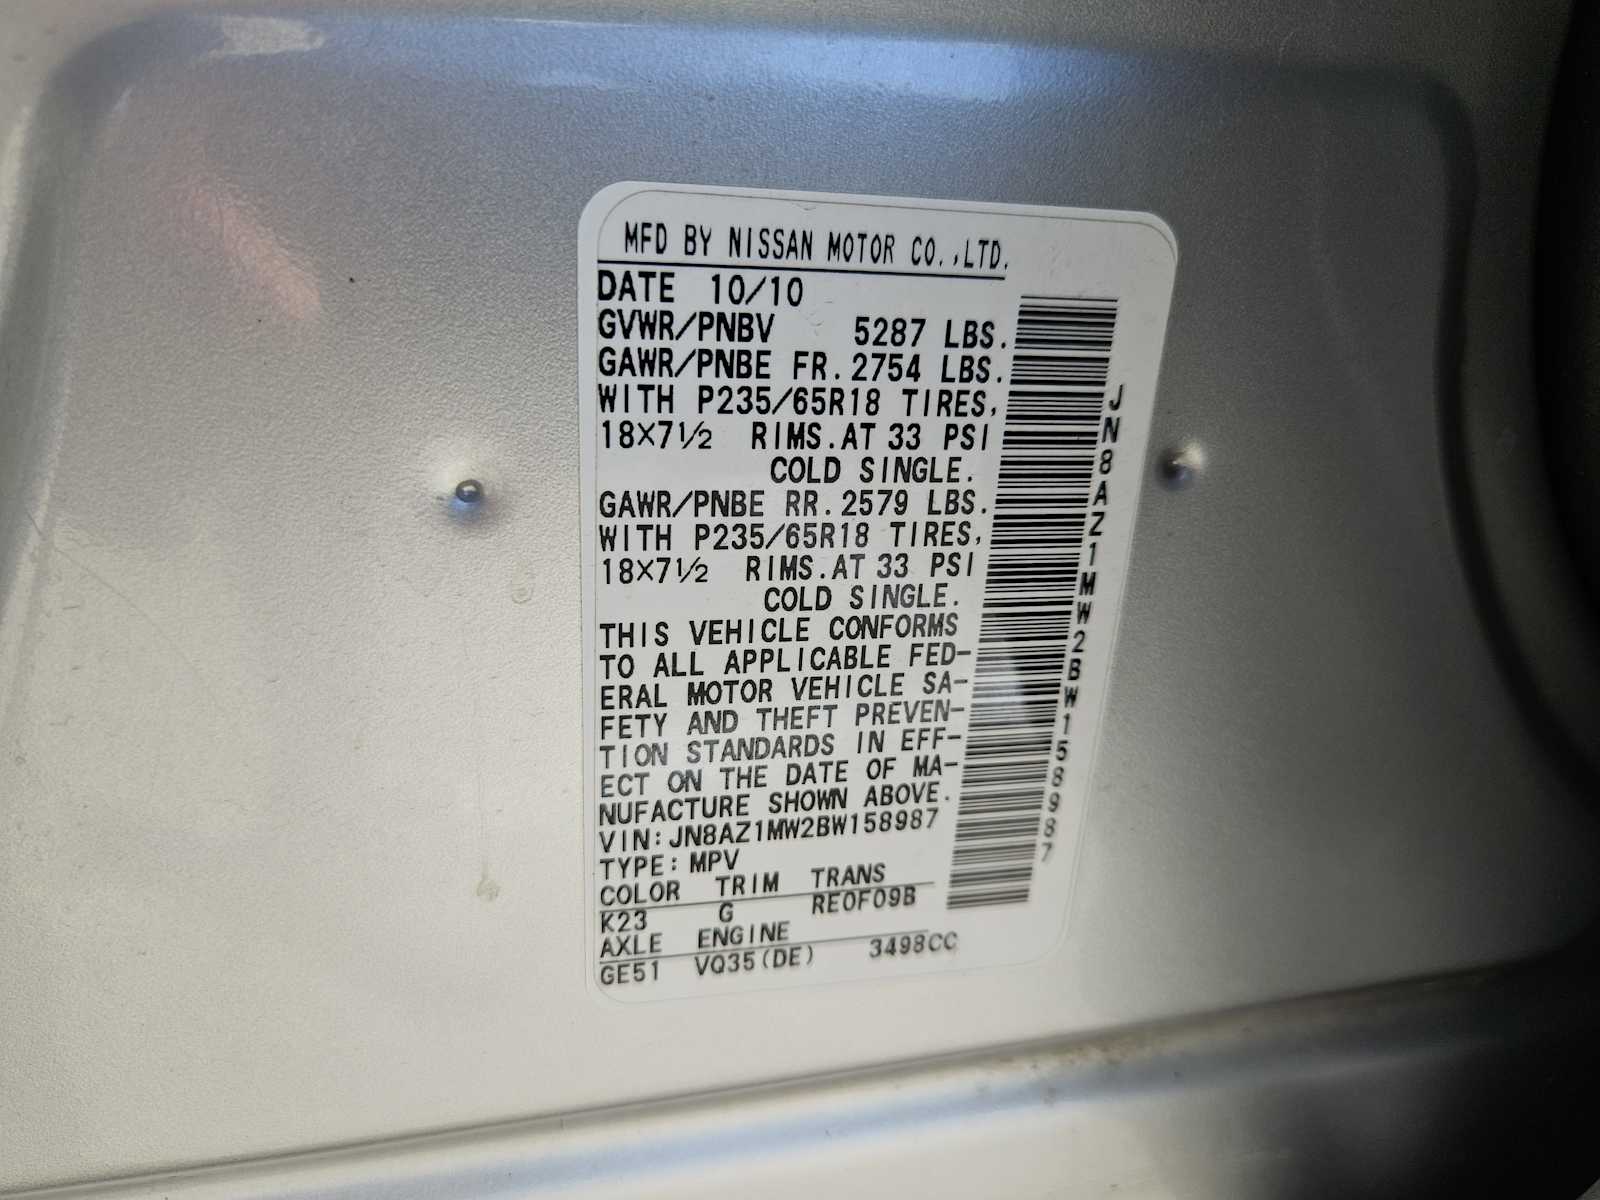 MFD BY NISSAN MOTOR CO.,LTD.
DATE 10/10
GVWR/PNBV 5287 LBS.
GAWR/PNBE FR. 2754 LBS.
WITH P235/65R18 TIRES,
18×7½ RIMS. AT 33 PSI
COLD SINGLE.
GAWR/PNBE RR. 2579 LBS.
WITH P235/65R18 TIRES,
18×7½ RIMS. AT 33 PSI
COLD SINGLE.
THIS VEHICLE CONFORMS
TO ALL APPLICABLE FED-
ERAL MOTOR VEHICLE SA-
FETY AND THEFT PREVEN-
TION STANDARDS IN EFF-
ECT ON THE DATE OF MA-
NUFACTURE SHOWN ABOVE.
VIN: JN8AZ1MW2BW158987
TYPE: MPV
COLOR TRIM TRANS
K23 G RE0F09B
AXLE ENGINE
GE51 VQ35(DE) 3498CC
JN8AZ1MW2BW158987